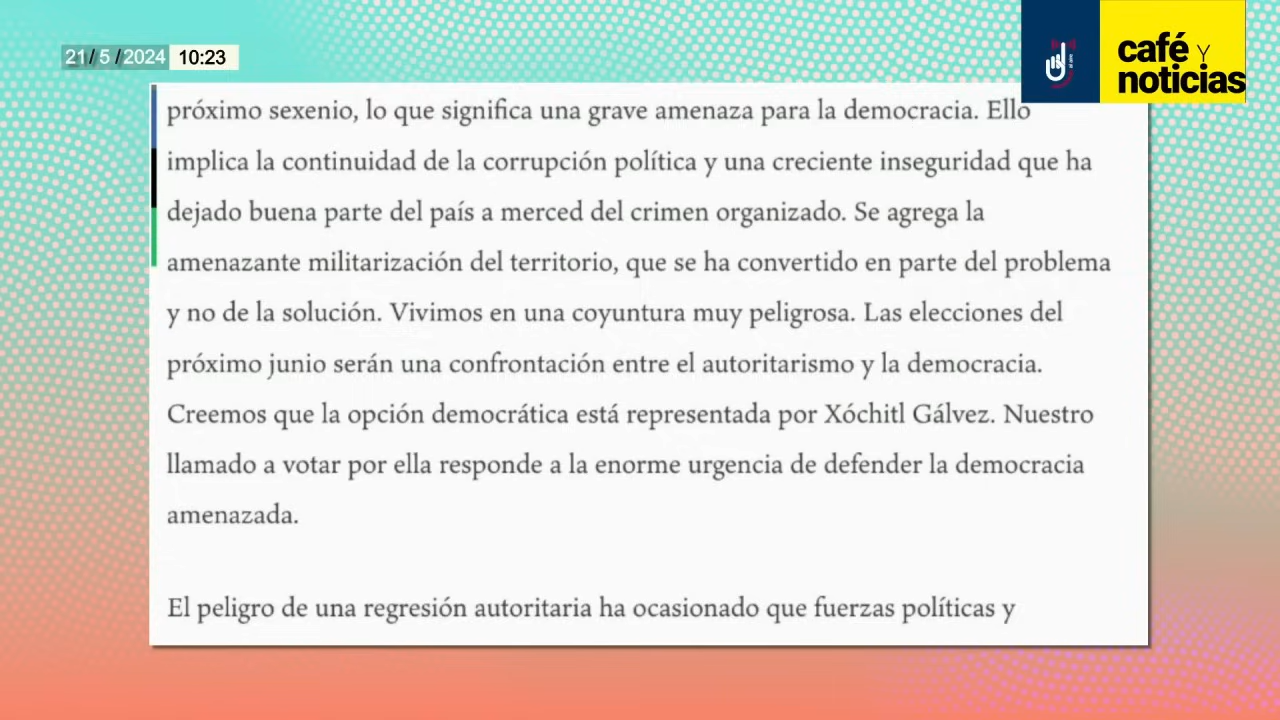 21/ 5 /2024 10:23
café Y
noticias
próximo sexenio, lo que significa una grave amenaza para la democracia. Ello
implica la continuidad de la corrupción política y una creciente inseguridad que ha
dejado buena parte del país a merced del crimen organizado. Se agrega la
amenazante militarización del territorio, que se ha convertido en parte del problema
y no de la solución. Vivimos en una coyuntura muy peligrosa. Las elecciones del
próximo junio serán una confrontación entre el autoritarismo y la democracia.
Creemos que la opción democrática está representada por Xóchitl Gálvez. Nuestro
llamado a votar por ella responde a la enorme urgencia de defender la democracia
amenazada.
El peligro de una regresión autoritaria ha ocasionado que fuerzas políticas y